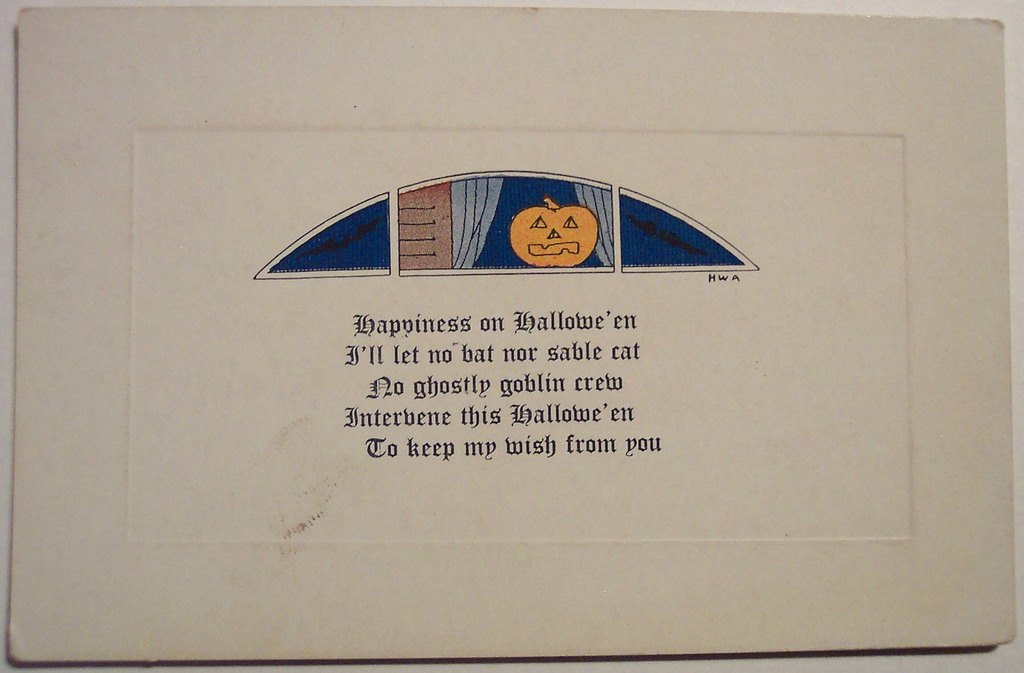 HWA
Happiness on Hallowe'en
I'll let no bat nor sable cat
No ghostly goblin crew
Intervene this Hallowe'en
To keep my wish from you